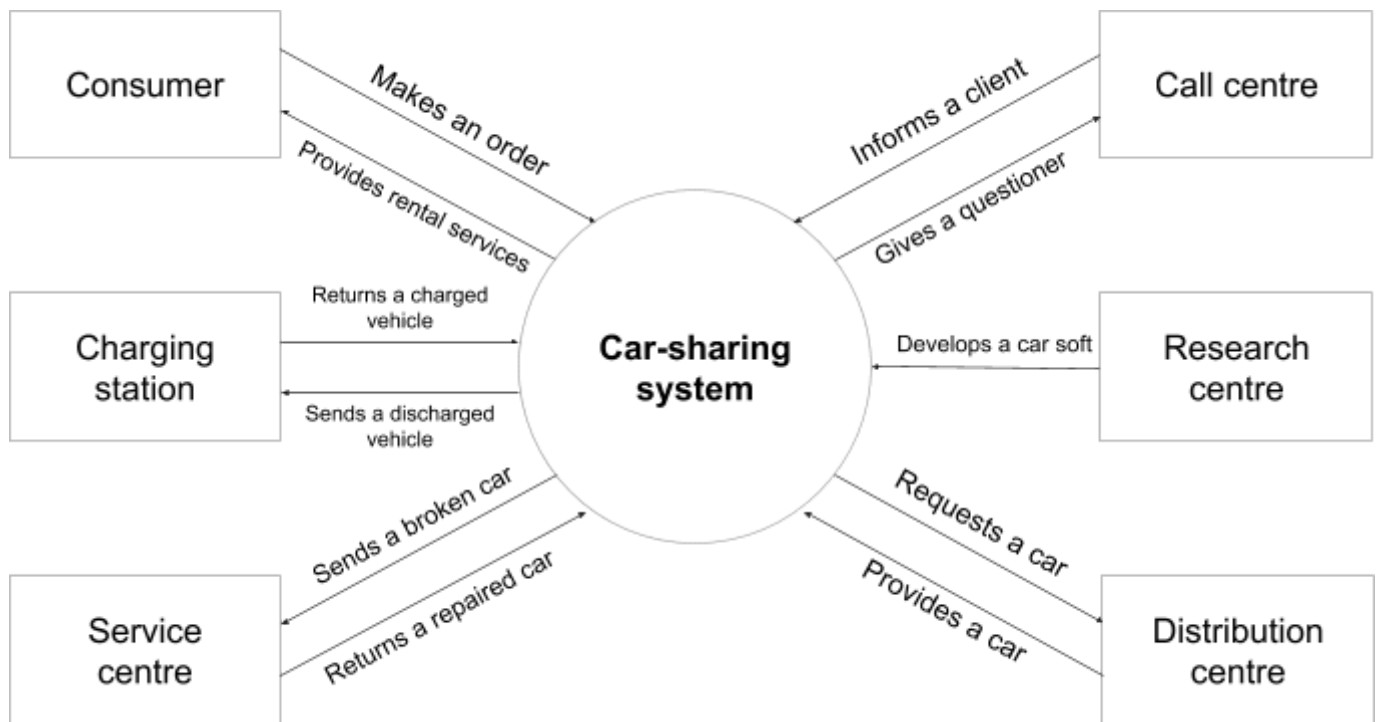 Consumer
Makes an order
Provides rental services
Call centre
Informs a client
Gives a questioner
Charging
station
Returns a charged
vehicle
Sends a discharged
vehicle
Car-sharing
system
Develops a car soft
Research
centre
Service
centre
Sends a broken car
Returns a repaired car
Requests a car
Provides a car
Distribution
centre